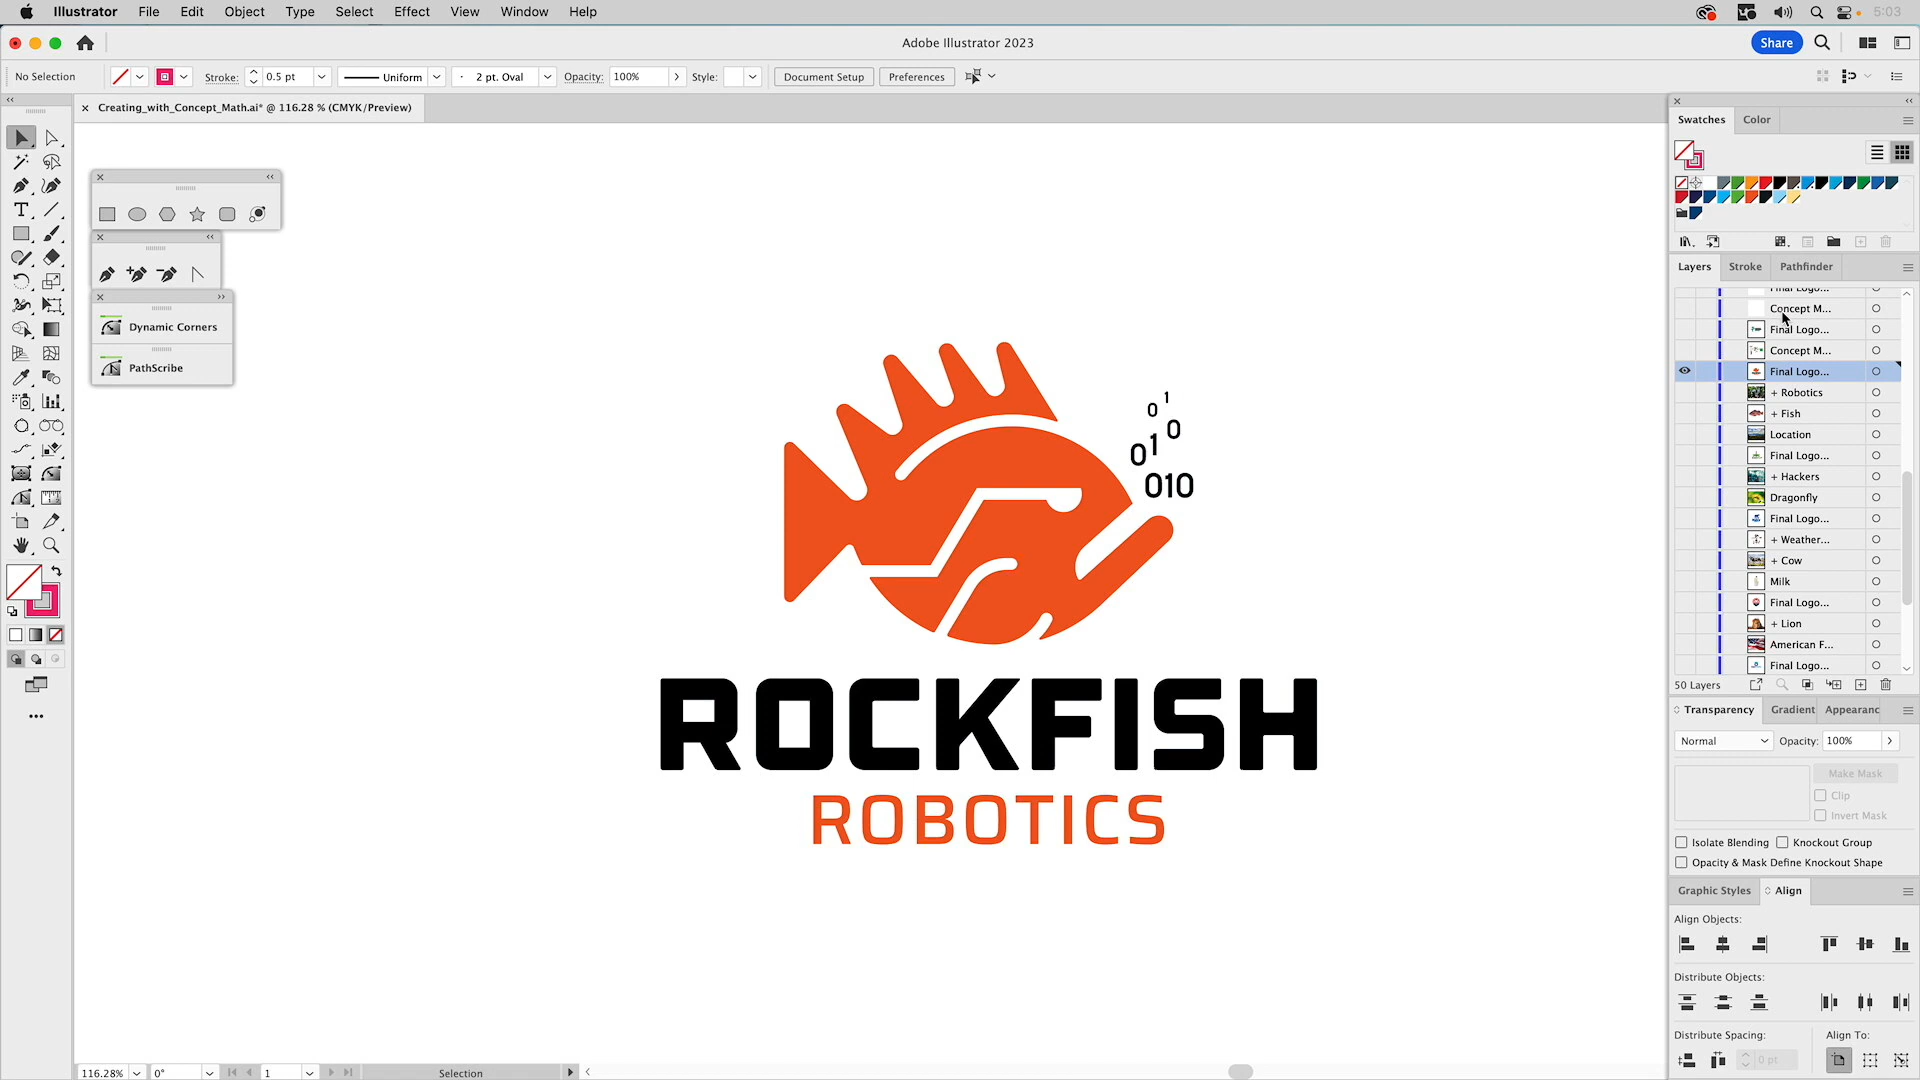 Illustrator File Edit Object Type Select Effect View Window Help 5:03
Adobe Illustrator 2023 Share
No Selection Stroke: 0.5 pt Uniform 2 pt. Oval Opacity: 100% Style: Document Setup Preferences
Creating_with_Concept_Math.ai* @ 116.28 % (CMYK/Preview)
Dynamic Corners
PathScribe
0 1
0 1 0
010
ROCKFISH
ROBOTICS
116.28% 0° 1 Selection
Swatches Color
Layers Stroke Pathfinder
Final Logo...
Concept M...
Final Logo...
Concept M...
Final Logo...
+ Robotics
+ Fish
Location
Final Logo...
+ Hackers
Dragonfly
Final Logo...
+ Weather...
+ Cow
Milk
Final Logo...
+ Lion
American F...
Final Logo...
50 Layers
Transparency Gradient Appearanc
Normal Opacity: 100%
Make Mask
Clip
Invert Mask
Isolate Blending Knockout Group
Opacity & Mask Define Knockout Shape
Graphic Styles Align
Align Objects:
Distribute Objects:
Distribute Spacing: Align To:
0 pt